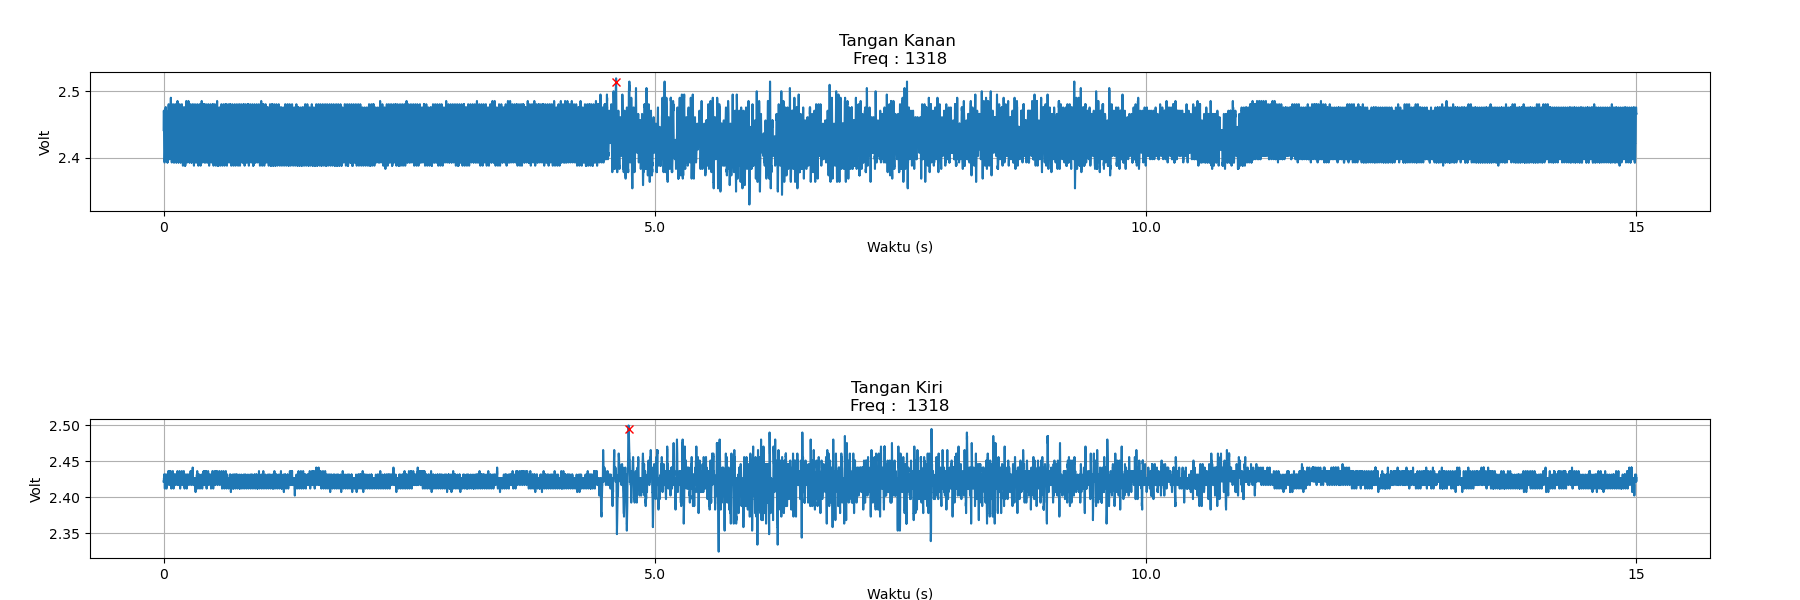 Tangan Kanan
Freq : 1318
Volt
2.5
2.4
0
5.0
10.0
15
Waktu (s)
Tangan Kiri
Freq :  1318
Volt
2.50
2.45
2.40
2.35
0
5.0
10.0
15
Waktu (s)